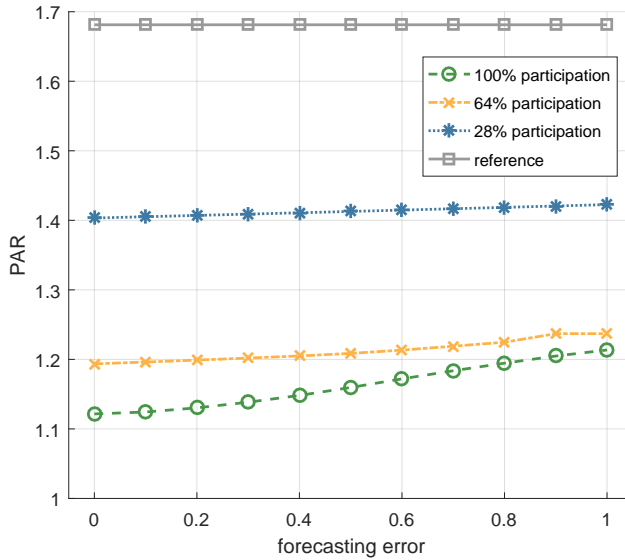 1.7
1.6
1.5
1.4
1.3
1.2
1.1
1
PAR
100% participation
64% participation
28% participation
reference
0 0.2 0.4 0.6 0.8 1
forecasting error